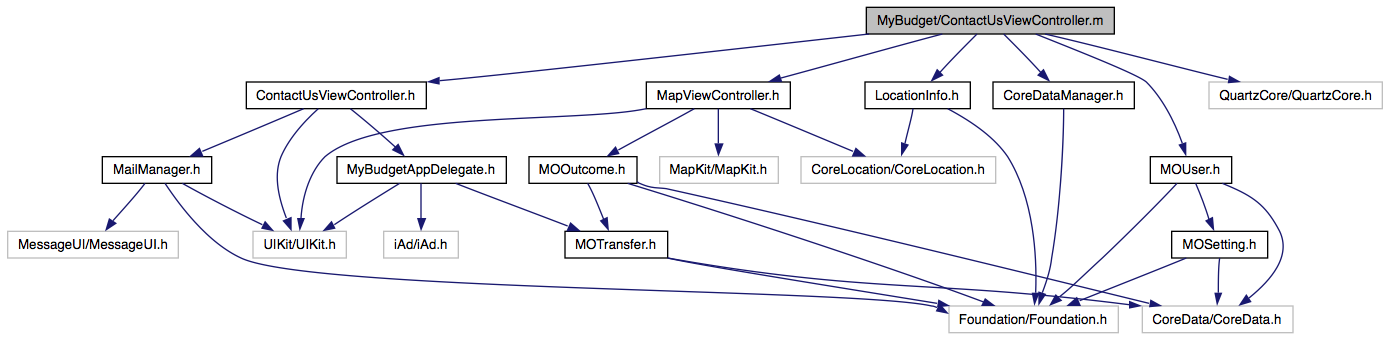 MyBudget/ContactUsViewController.m
ContactUsViewController.h
MapViewController.h
LocationInfo.h
CoreDataManager.h
QuartzCore/QuartzCore.h
MailManager.h
MyBudgetAppDelegate.h
MOOutcome.h
MapKit/MapKit.h
CoreLocation/CoreLocation.h
MOUser.h
MessageUI/MessageUI.h
UIKit/UIKit.h
iAd/iAd.h
MOTransfer.h
MOSetting.h
Foundation/Foundation.h
CoreData/CoreData.h